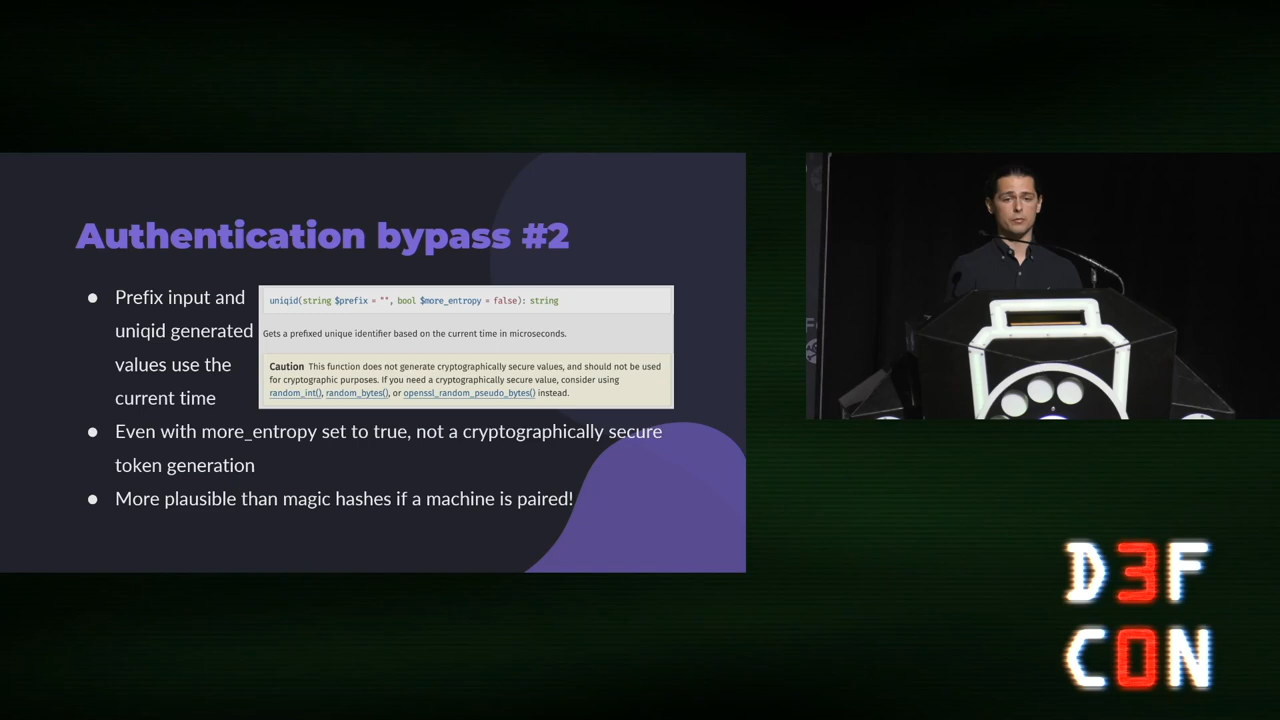 Authentication bypass #2
● Prefix input and
uniqid generated
values use the
current time
uniqid(string $prefix = "", bool $more_entropy = false): string
Gets a prefixed unique identifier based on the current time in microseconds.
Caution This function does not generate cryptographically secure values, and should not be used
for cryptographic purposes. If you need a cryptographically secure value, consider using
random_int(), random_bytes(), or openssl_random_pseudo_bytes() instead.
● Even with more_entropy set to true, not a cryptographically secure
token generation
● More plausible than magic hashes if a machine is paired!
D3F
C0N